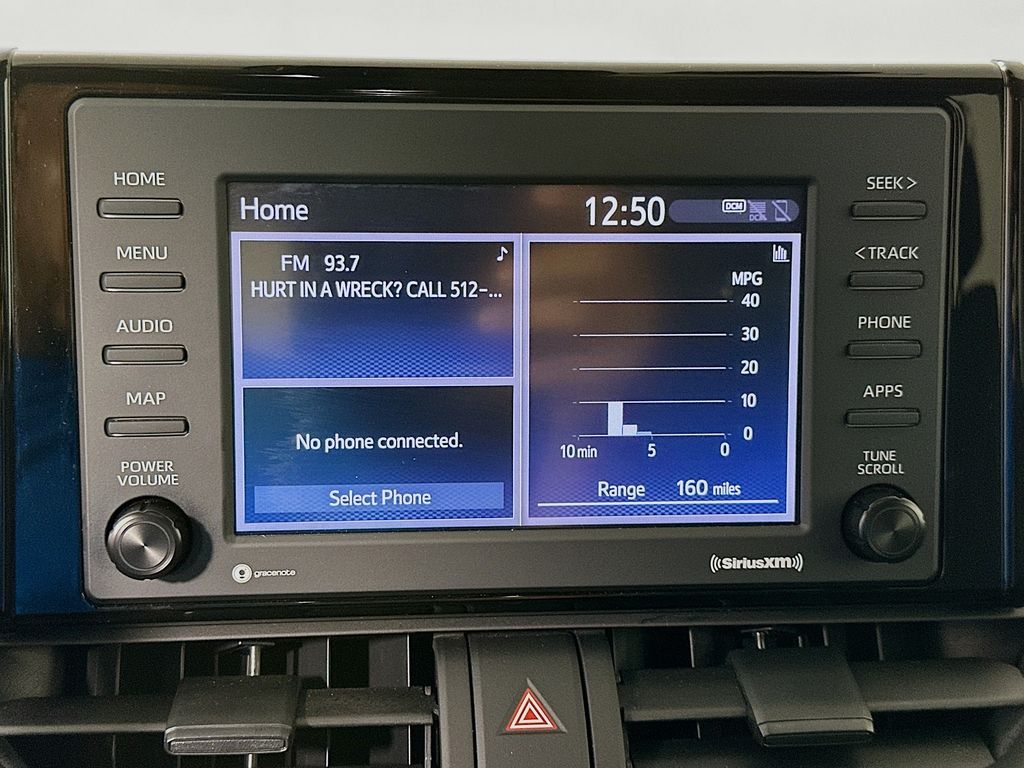 HOME
MENU
AUDIO
MAP
POWER
VOLUME
Home
12:50
DCM
DCM
FM 93.7
HURT IN A WRECK? CALL 512-...
No phone connected.
Select Phone
MPG
40
30
20
10
0
10 min 5 0
Range 160 miles
SEEK >
< TRACK
PHONE
APPS
TUNE
SCROLL
gracenote
((SiriusXM))